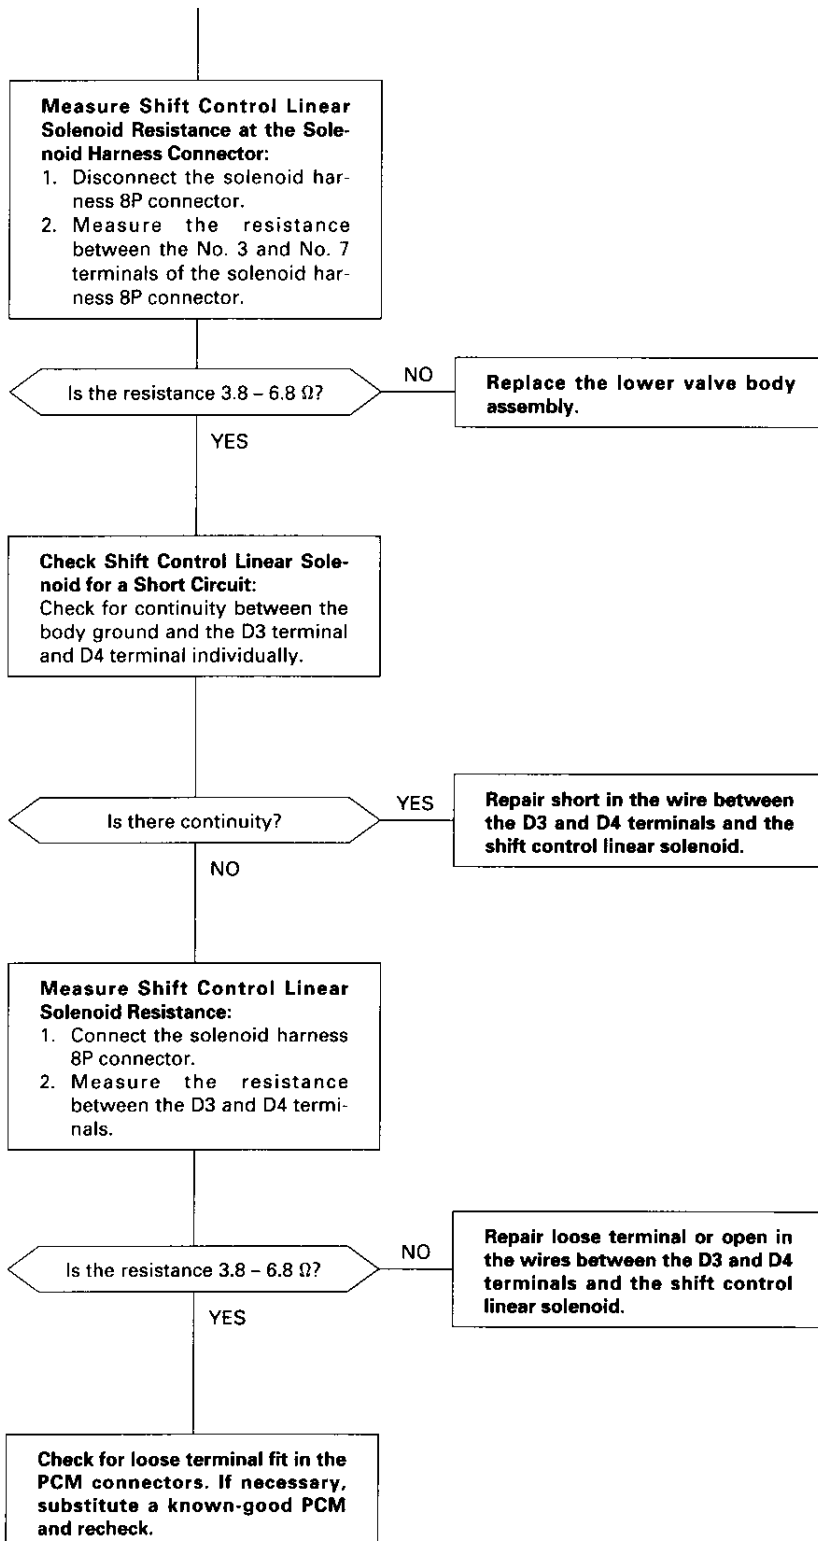 Measure Shift Control Linear
Solenoid Resistance at the Sole-
noid Harness Connector:
1. Disconnect the solenoid har-
ness 8P connector.
2. Measure the resistance
between the No. 3 and No. 7
terminals of the solenoid har-
ness 8P connector.
Is the resistance 3.8 – 6.8 Ω?
NO
Replace the lower valve body
assembly.
YES
Check Shift Control Linear Sole-
noid for a Short Circuit:
Check for continuity between the
body ground and the D3 terminal
and D4 terminal individually.
Is there continuity?
YES
Repair short in the wire between
the D3 and D4 terminals and the
shift control linear solenoid.
NO
Measure Shift Control Linear
Solenoid Resistance:
1. Connect the solenoid harness
8P connector.
2. Measure the resistance
between the D3 and D4 termi-
nals.
Is the resistance 3.8 – 6.8 Ω?
NO
Repair loose terminal or open in
the wires between the D3 and D4
terminals and the shift control
linear solenoid.
YES
Check for loose terminal fit in the
PCM connectors. If necessary,
substitute a known-good PCM
and recheck.